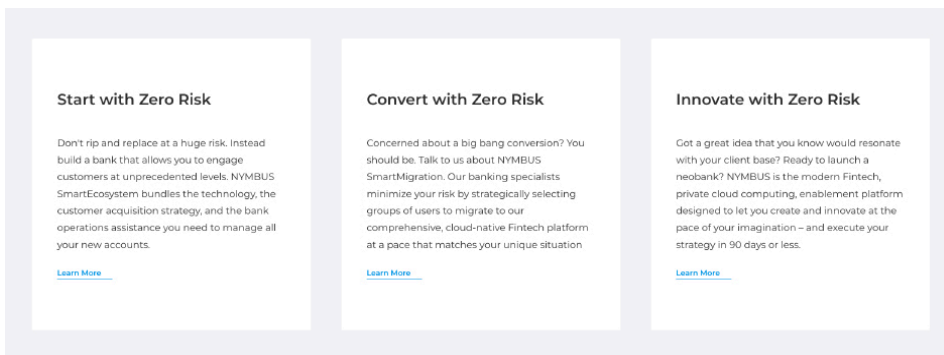 Start with Zero Risk
Don't rip and replace at a huge risk. Instead
build a bank that allows you to engage
customers at unprecedented levels. NYMBUS
SmartEcosystem bundles the technology, the
customer acquisition strategy, and the bank
operations assistance you need to manage all
your new accounts.
Learn More
Convert with Zero Risk
Concerned about a big bang conversion? You
should be. Talk to us about NYMBUS
SmartMigration. Our banking specialists
minimize your risk by strategically selecting
groups of users to migrate to our
comprehensive, cloud-native Fintech platform
at a pace that matches your unique situation
Learn More
Innovate with Zero Risk
Got a great idea that you know would resonate
with your client base? Ready to launch a
neobank? NYMBUS is the modern Fintech,
private cloud computing, enablement platform
designed to let you create and innovate at the
pace of your imagination – and execute your
strategy in 90 days or less.
Learn More